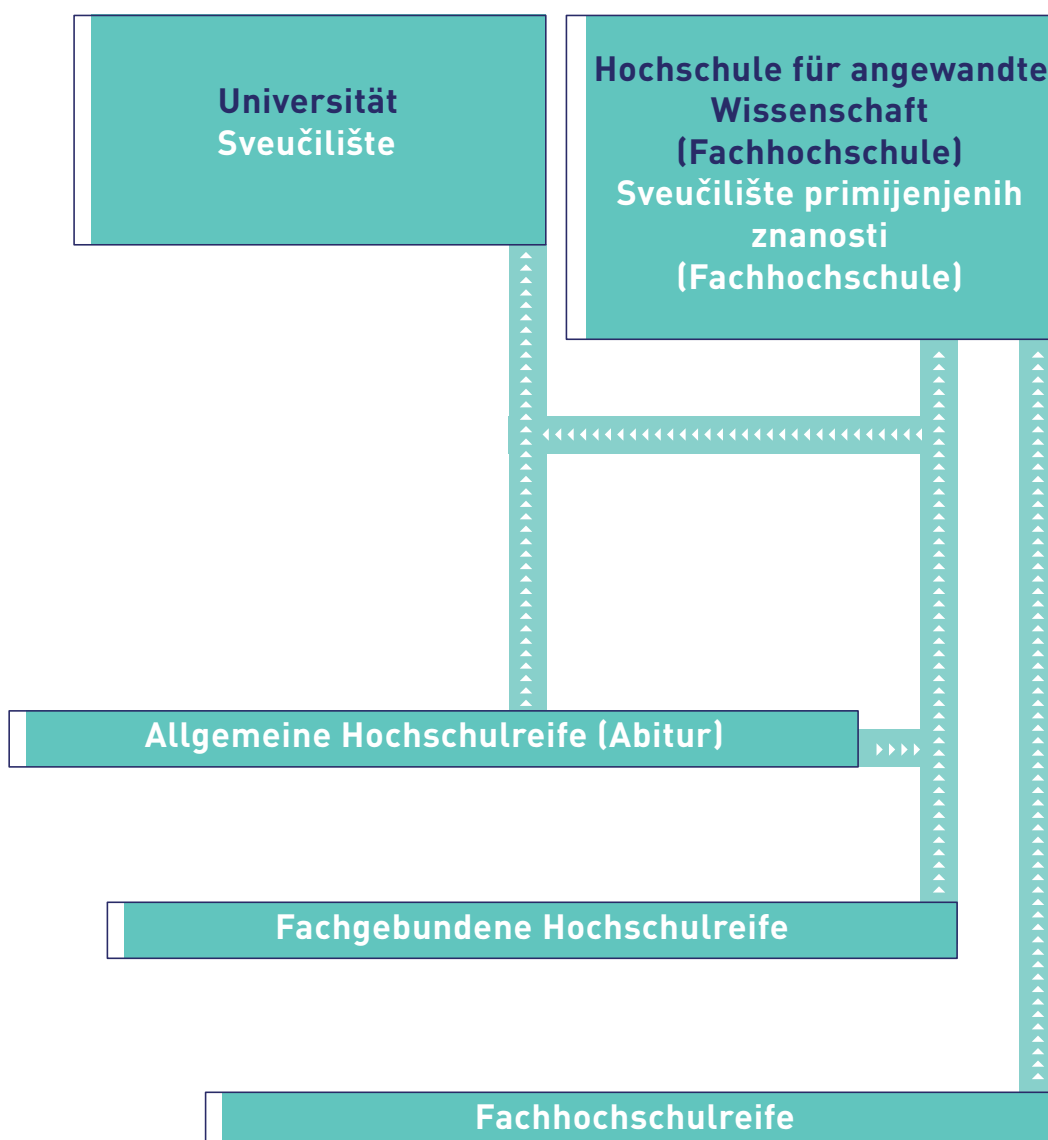 Universität
Sveučilište
Hochschule für angewandte
Wissenschaft
(Fachhochschule)
Sveučilište primijenjenih
znanosti
(Fachhochschule)
Allgemeine Hochschulreife (Abitur)
Fachgebundene Hochschulreife
Fachhochschulreife